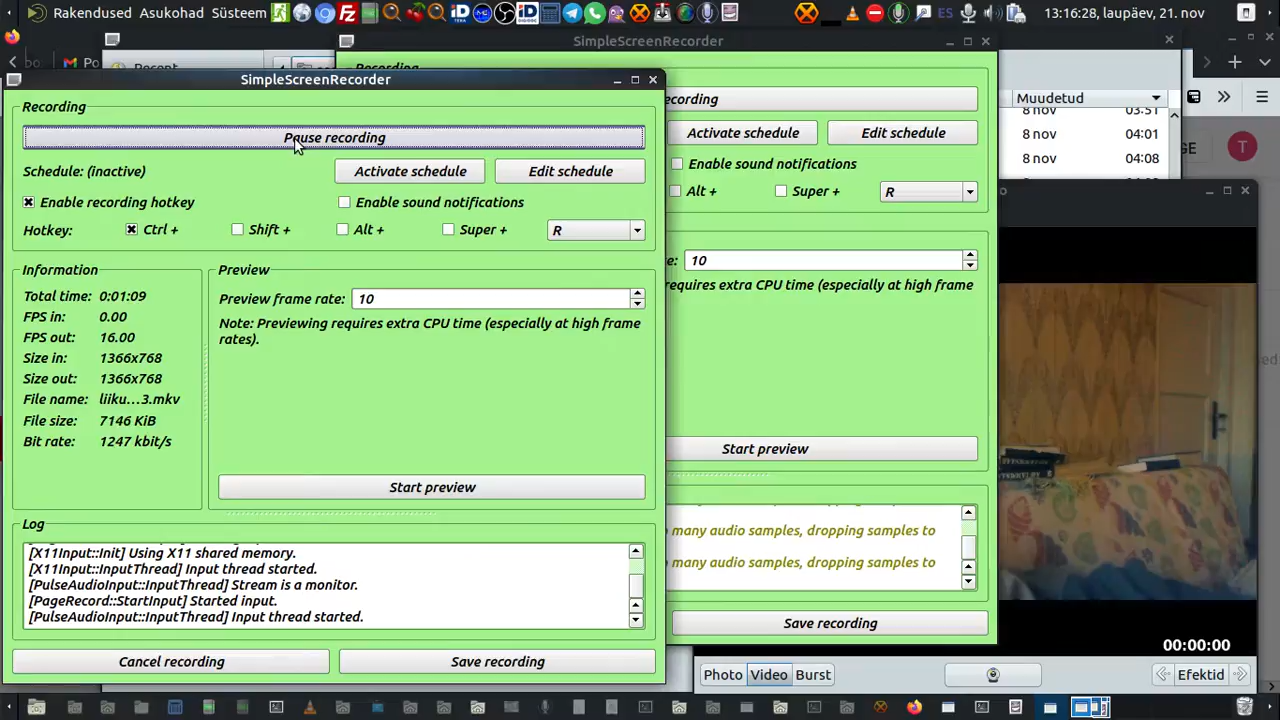 Rakendused Asukohad Süsteem
ES
13:16:28, laupäev, 21. nov
SimpleScreenRecorder
Recent
SimpleScreenRecorder
Recording
Pause recording
Schedule: (inactive)
Activate schedule
Edit schedule
Enable recording hotkey
Enable sound notifications
Hotkey:
Ctrl +
Shift +
Alt +
Super +
R
Information
Total time: 0:01:09
FPS in: 0.00
FPS out: 16.00
Size in: 1366x768
Size out: 1366x768
File name: liiku...3.mkv
File size: 7146 KiB
Bit rate: 1247 kbit/s
Preview
Preview frame rate: 10
Note: Previewing requires extra CPU time (especially at high frame
rates).
Start preview
Log
[X11Input::Init] Using X11 shared memory.
[X11Input::InputThread] Input thread started.
[PulseAudioInput::InputThread] Stream is a monitor.
[PageRecord::StartInput] Started input.
[PulseAudioInput::InputThread] Input thread started.
Cancel recording
Save recording
Recording
ecording
Activate schedule
Edit schedule
Enable sound notifications
Alt +
Super +
R
e: 10
requires extra CPU time (especially at high frame
Start preview
many audio samples, dropping samples to
many audio samples, dropping samples to
Save recording
Muudetud
8 nov 03:51
8 nov 04:01
8 nov 04:08
GE
T
00:00:00
Photo
Video
Burst
Efektid